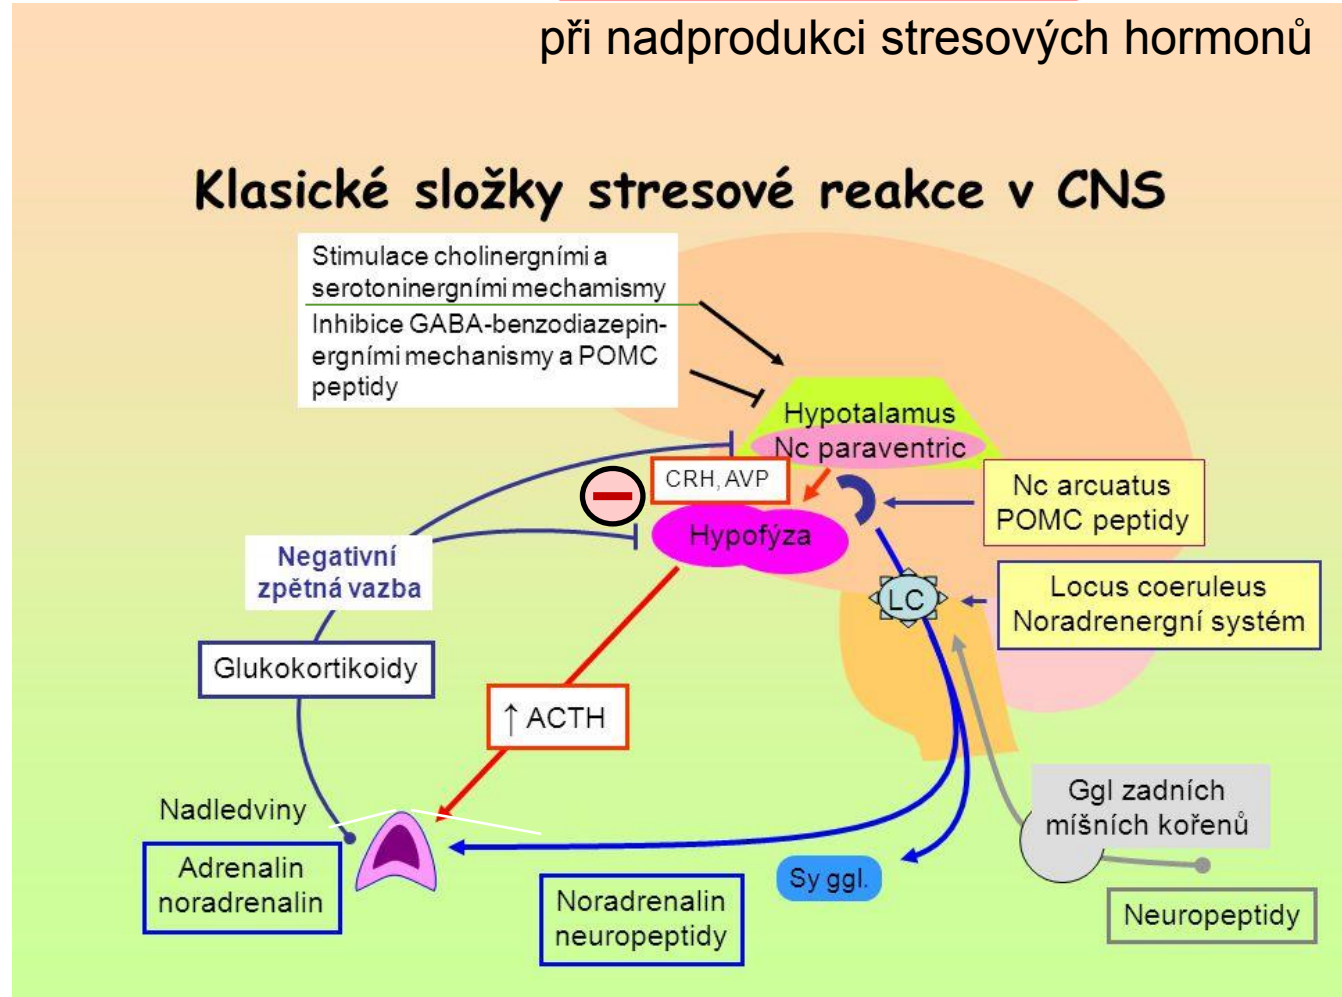 při nadprodukci stresových hormonů
Klasické složky stresové reakce v CNS
Stimulace cholinergními a
serotoninergními mechamismy
Inhibice GABA-benzodiazepin-
ergními mechanismy a POMC
peptidy
Hypotalamus
Nc paraventric
CRH, AVP
Hypofýza
Nc arcuatus
POMC peptidy
Negativní
zpětná vazba
LC
Locus coeruleus
Noradrenergní systém
Glukokortikoidy
↑ ACTH
Nadledviny
Ggl zadních
míšních kořenů
Adrenalin
noradrenalin
Sy ggl.
Noradrenalin
neuropeptidy
Neuropeptidy